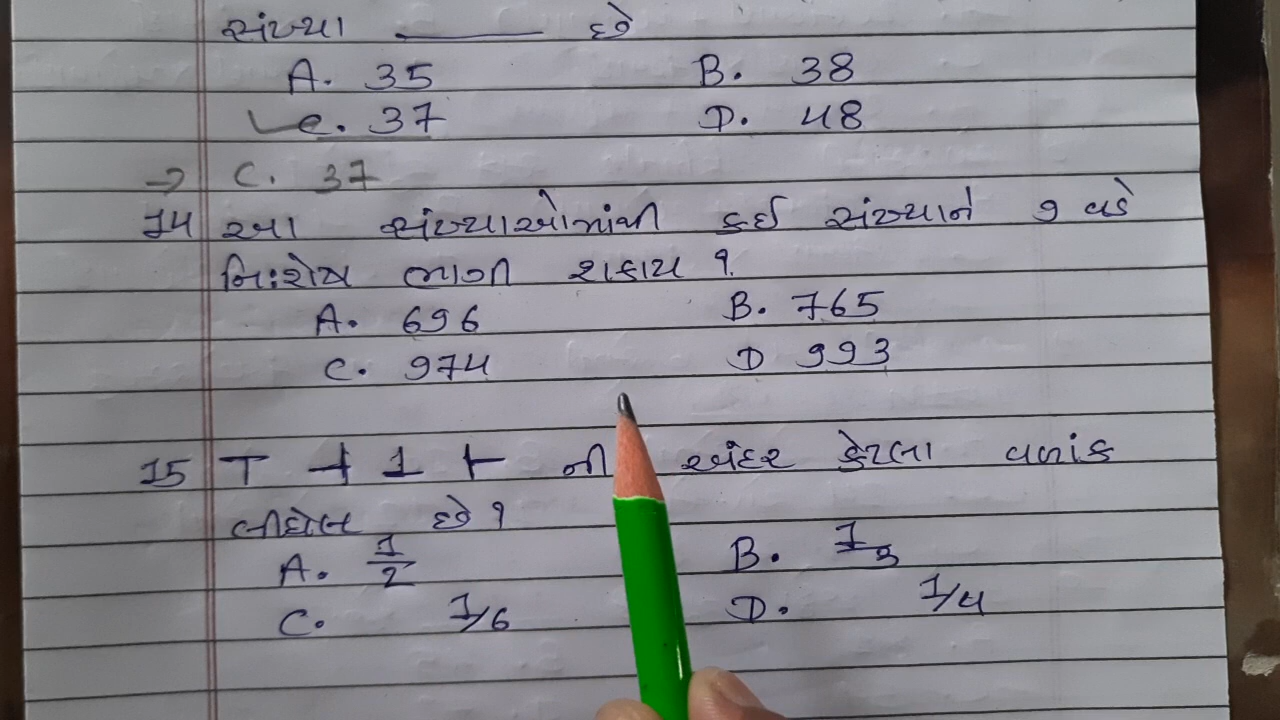 સંખ્યા ______ છે
A. 35 B. 38
C. 37 D. 48
→ C. 37
14 આ સંખ્યાઓમાંથી કઈ સંખ્યાને 9 વડે
નિઃશેષ ભાગી શકાય ?
A. 696 B. 765
C. 974 D 993
15 ની અંદર કેટલા વળાંક
લીધેલ છે ?
A. 1/2 B. 1/3
C. 1/6 D. 1/4